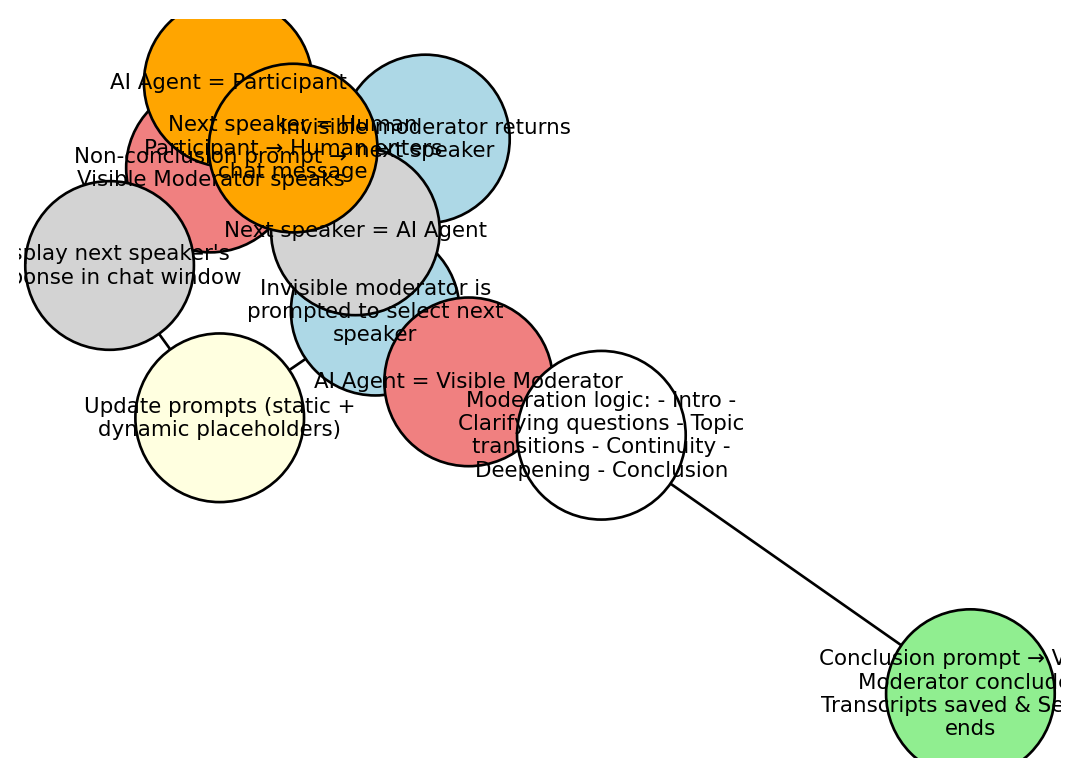 AI Agent = Participant
Next speaker = Human
Participant → Human enters
chat message
Invisible moderator returns
next speaker
Non-conclusion prompt →
Visible Moderator speaks
Next speaker = AI Agent
play next speaker's
onse in chat window
Invisible moderator is
prompted to select next
speaker
AI Agent = Visible Moderator
Moderation logic: - Intro -
Clarifying questions - Topic
transitions - Continuity -
Deepening - Conclusion
Update prompts (static +
dynamic placeholders)
Conclusion prompt → V
Moderator conclude
Transcripts saved & Se
ends